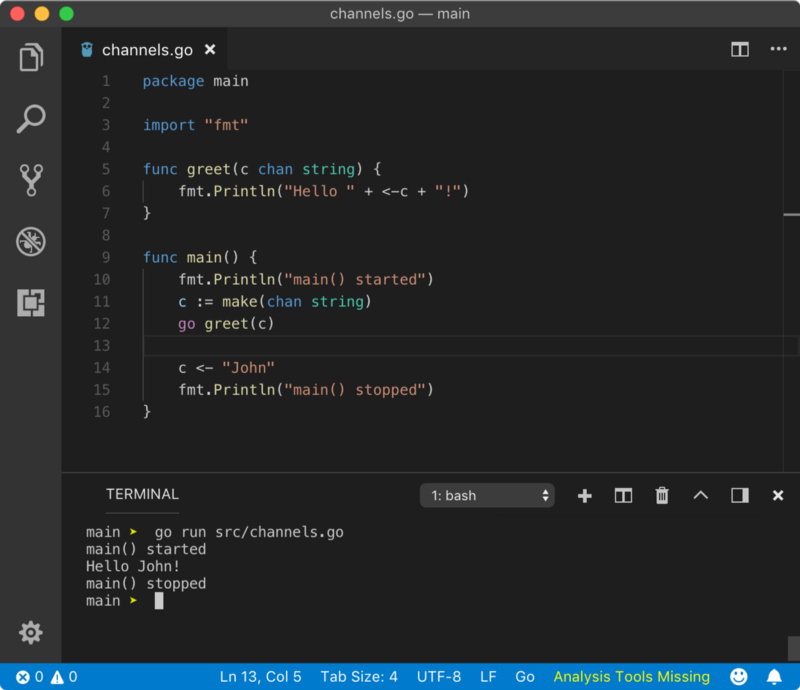 channels.go — main
channels.go
1 package main
2
3 import "fmt"
4
5 func greet(c chan string) {
6     fmt.Println("Hello " + <-c + "!")
7 }
8
9 func main() {
10     fmt.Println("main() started")
11     c := make(chan string)
12     go greet(c)
13
14     c <- "John"
15     fmt.Println("main() stopped")
16 }
TERMINAL 1: bash
main ➤ go run src/channels.go
main() started
Hello John!
main() stopped
main ➤
0 0 Ln 13, Col 5 Tab Size: 4 UTF-8 LF Go Analysis Tools Missing